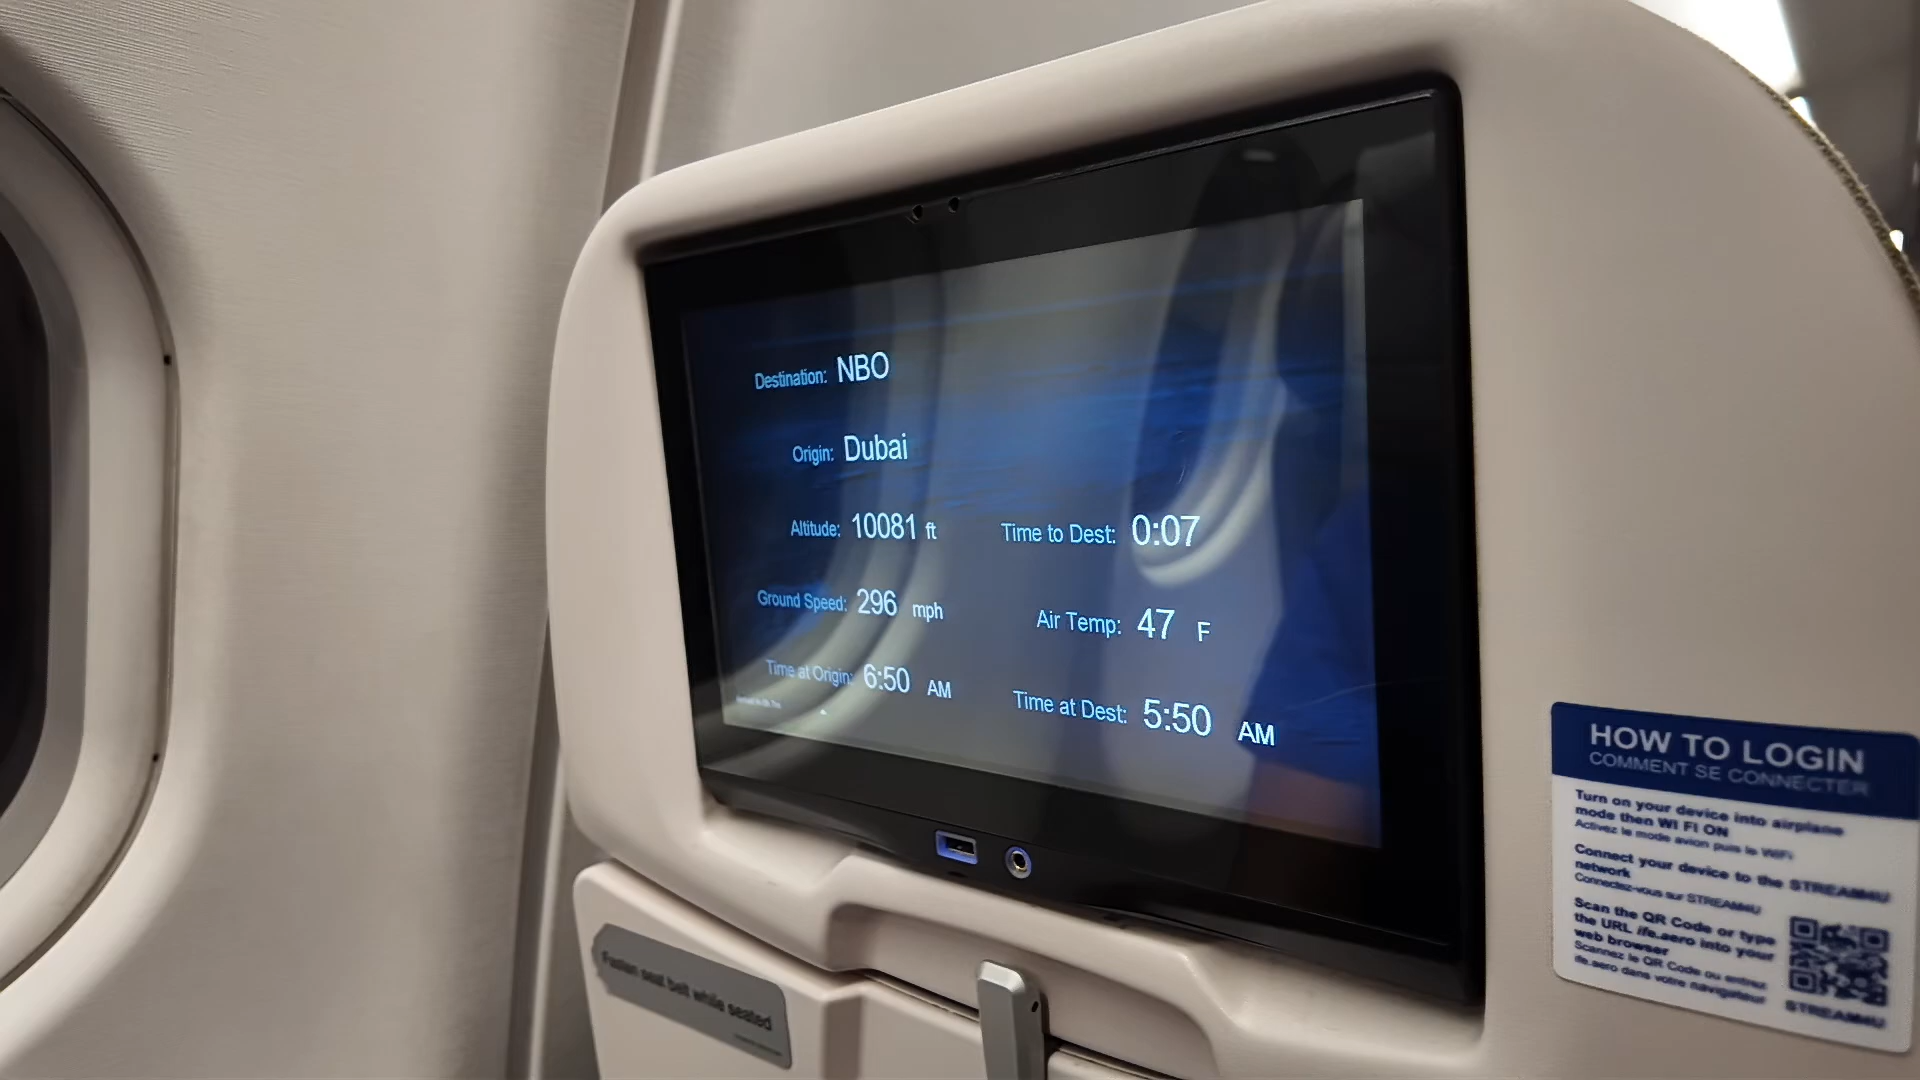 Destination: NBO
Origin: Dubai
Altitude: 10081 ft
Time to Dest: 0:07
Ground Speed: 296 mph
Air Temp: 47 F
Time at Origin: 6:50 AM
Time at Dest: 5:50 AM
HOW TO LOGIN
COMMENT SE CONNECTER
Turn on your device into airplane
mode then WI FI ON
Activez le mode avion puis le WiFi
Connect your device to the STREAM4U
network
Connectez-vous sur STREAM4U
Scan the QR Code or type
the URL ife.aero into your
web browser
Scannez le QR Code ou entrez
ife.aero dans votre navigateur
STREAM4U
Fasten seat belt while seated